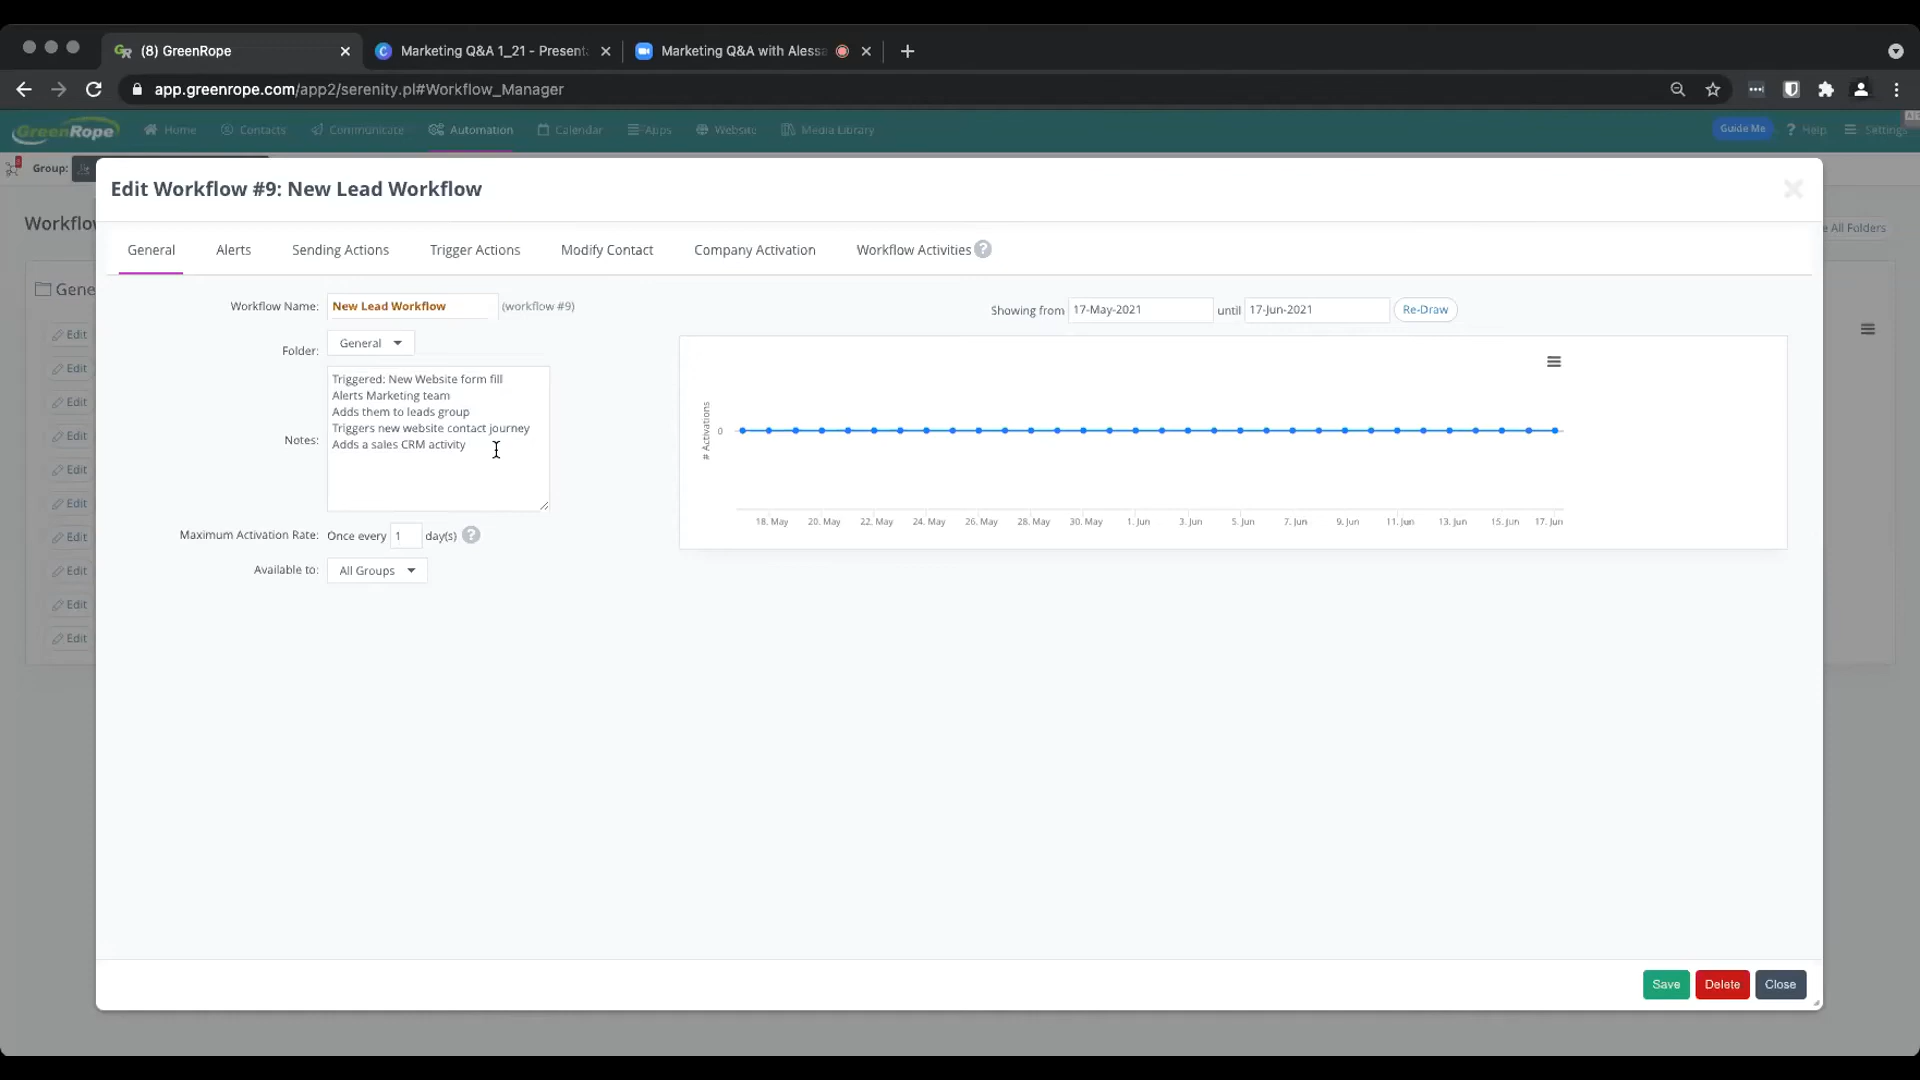 (8) GreenRope
Marketing Q&A 1_21 - Present
Marketing Q&A with Alessa
app.greenrope.com/app2/serenity.pl#Workflow_Manager
GreenRope
Home
Contacts
Communicate
Automation
Calendar
Apps
Website
Media Library
Guide Me
Help
Settings
Group:
Edit Workflow #9: New Lead Workflow
Workflow
e All Folders
General
Alerts
Sending Actions
Trigger Actions
Modify Contact
Company Activation
Workflow Activities ?
Gene
Workflow Name: New Lead Workflow (workflow #9)
Showing from 17-May-2021 until 17-Jun-2021 Re-Draw
Folder: General
Notes:
Triggered: New Website form fill
Alerts Marketing team
Adds them to leads group
Triggers new website contact journey
Adds a sales CRM activity
Maximum Activation Rate: Once every 1 day(s) ?
Available to: All Groups
# Activations
0
18. May 20. May 22. May 24. May 26. May 28. May 30. May 1. Jun 3. Jun 5. Jun 7. Jun 9. Jun 11. Jun 13. Jun 15. Jun 17. Jun
Edit
Edit
Edit
Edit
Edit
Edit
Edit
Edit
Edit
Edit
Save
Delete
Close